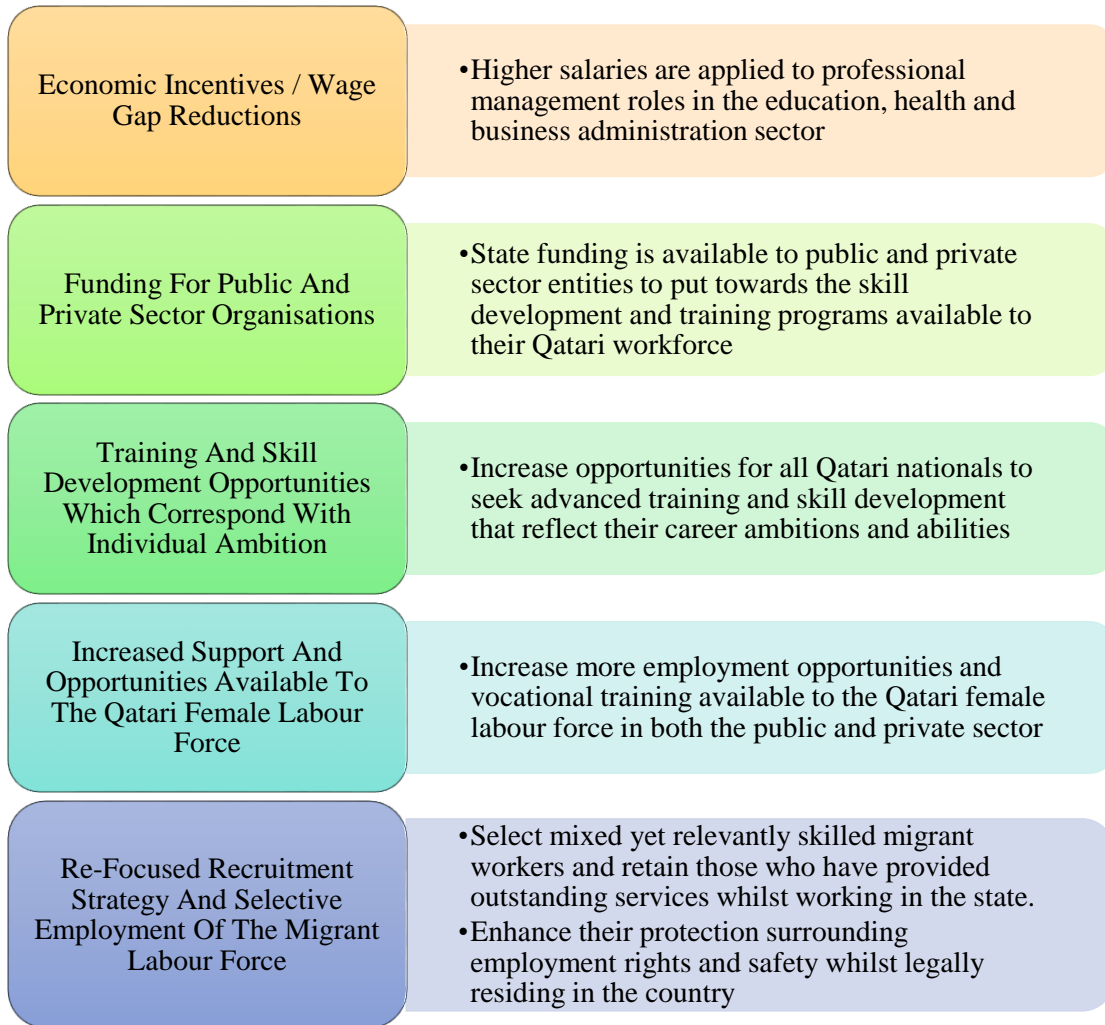 Economic Incentives / Wage
Gap Reductions
•Higher salaries are applied to professional
management roles in the education, health and
business administration sector
Funding For Public And
Private Sector Organisations
•State funding is available to public and private
sector entities to put towards the skill
development and training programs available to
their Qatari workforce
Training And Skill
Development Opportunities
Which Correspond With
Individual Ambition
•Increase opportunities for all Qatari nationals to
seek advanced training and skill development
that reflect their career ambitions and abilities
Increased Support And
Opportunities Available To
The Qatari Female Labour
Force
•Increase more employment opportunities and
vocational training available to the Qatari female
labour force in both the public and private sector
Re-Focused Recruitment
Strategy And Selective
Employment Of The Migrant
Labour Force
•Select mixed yet relevantly skilled migrant
workers and retain those who have provided
outstanding services whilst working in the state.
•Enhance their protection surrounding
employment rights and safety whilst legally
residing in the country